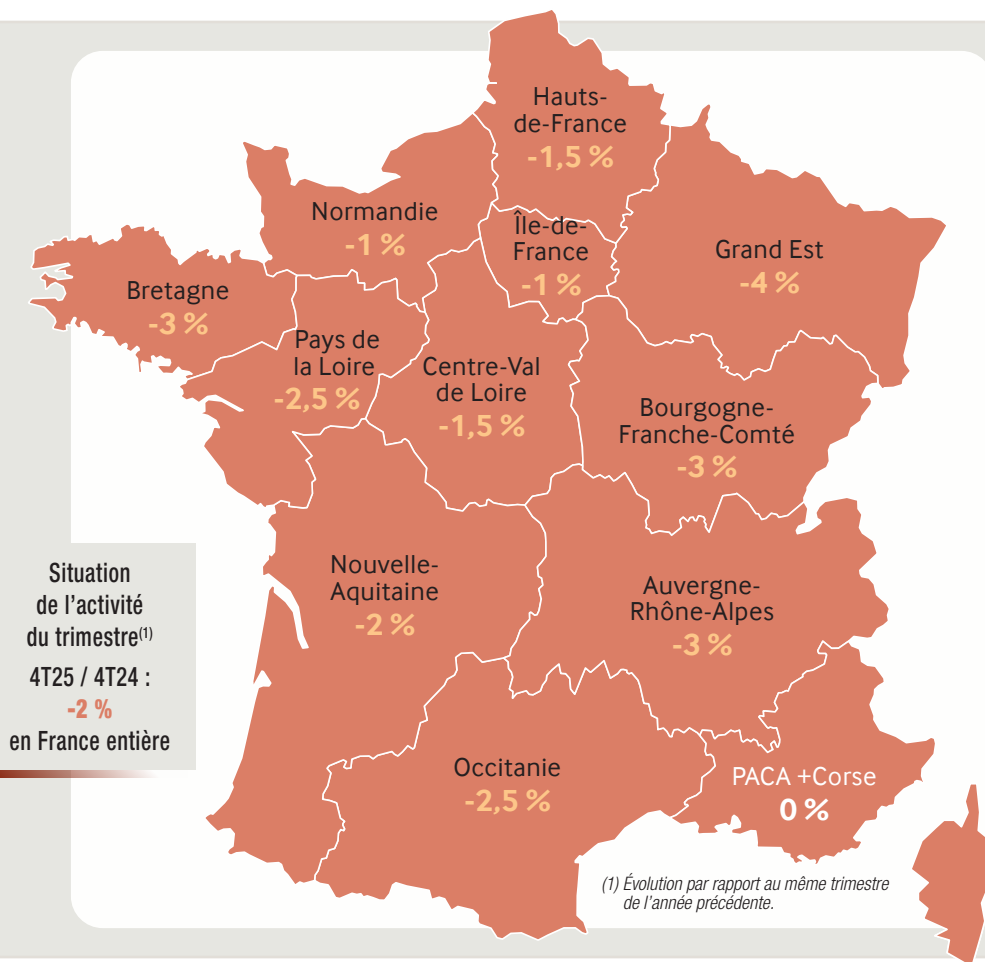 Hauts-
de-France
-1,5 %
Normandie
-1 %
Île-de-
France
-1 %
Grand Est
-4 %
Bretagne
-3 %
Pays de
la Loire
-2,5 %
Centre-Val
de Loire
-1,5 %
Bourgogne-
Franche-Comté
-3 %
Nouvelle-
Aquitaine
-2 %
Auvergne-
Rhône-Alpes
-3 %
Occitanie
-2,5 %
PACA +Corse
0 %
Situation
de l’activité
du trimestre(1)
4T25 / 4T24 :
-2 %
en France entière
(1) Évolution par rapport au même trimestre
de l’année précédente.